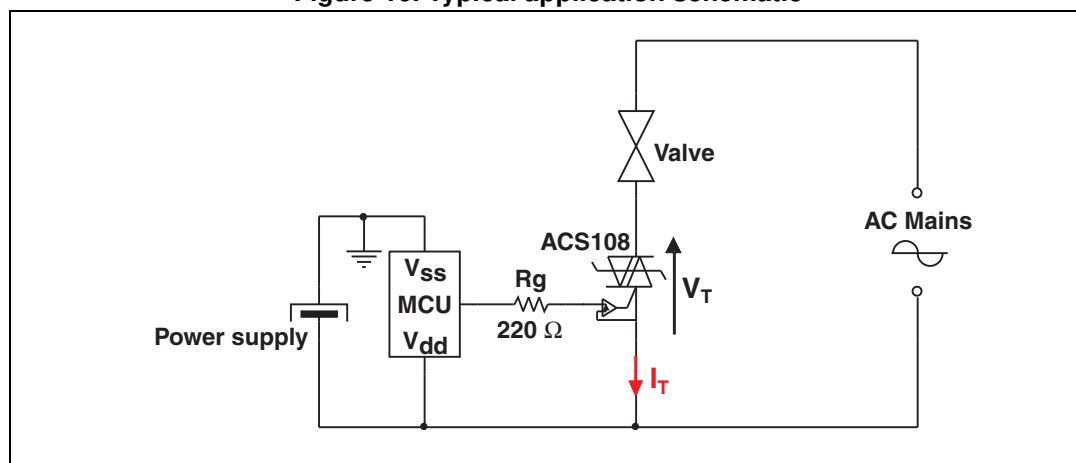 Figure 10. Typical application schematic
Valve
AC Mains
ACS108
VT
Vss
MCU
Vdd
Rg
220 Ω
Power supply
IT